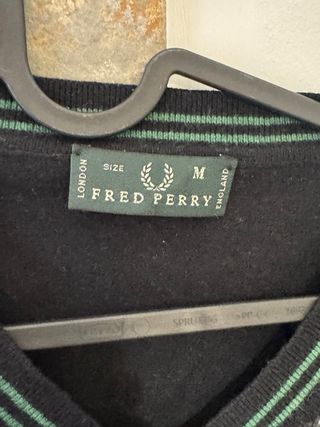 LONDON
SIZE M
FRED PERRY
ENGLAND